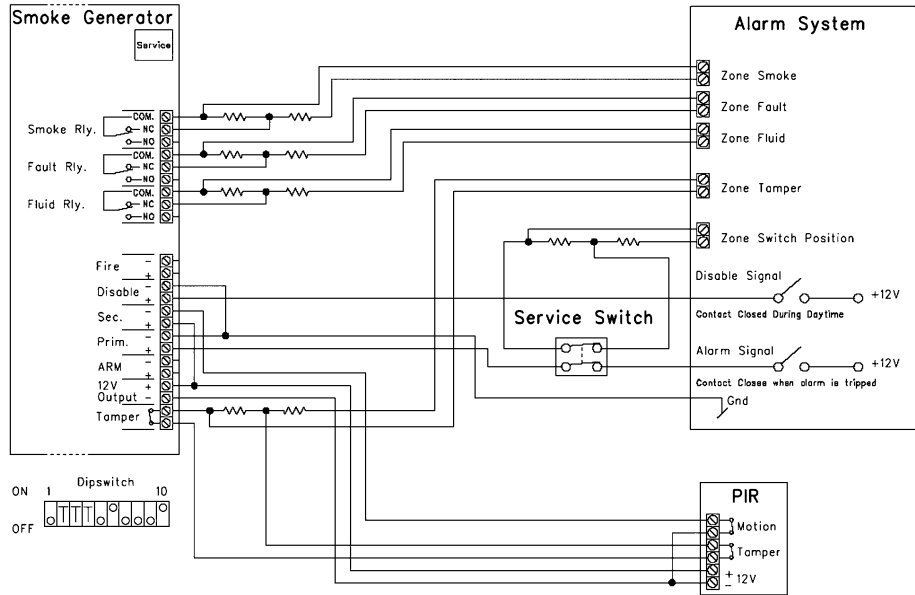 Smoke Generator
Service
Smoke Rly.
COM.
NC
NO
Fault Rly.
COM.
NC
NO
Fluid Rly.
COM.
NC
NO
Fire
-
+
Disable
-
+
Sec.
-
+
Prim.
-
+
ARM
-
+
12V +
Output -
Tamper
Alarm System
Zone Smoke
Zone Fault
Zone Fluid
Zone Tamper
Zone Switch Position
Disable Signal
+12V
Contact Closed During Daytime
Alarm Signal
+12V
Contact Closes when alarm is tripped
Gnd
Service Switch
Dipswitch
ON 1 10
OFF
PIR
Motion
Tamper
+
- 12V